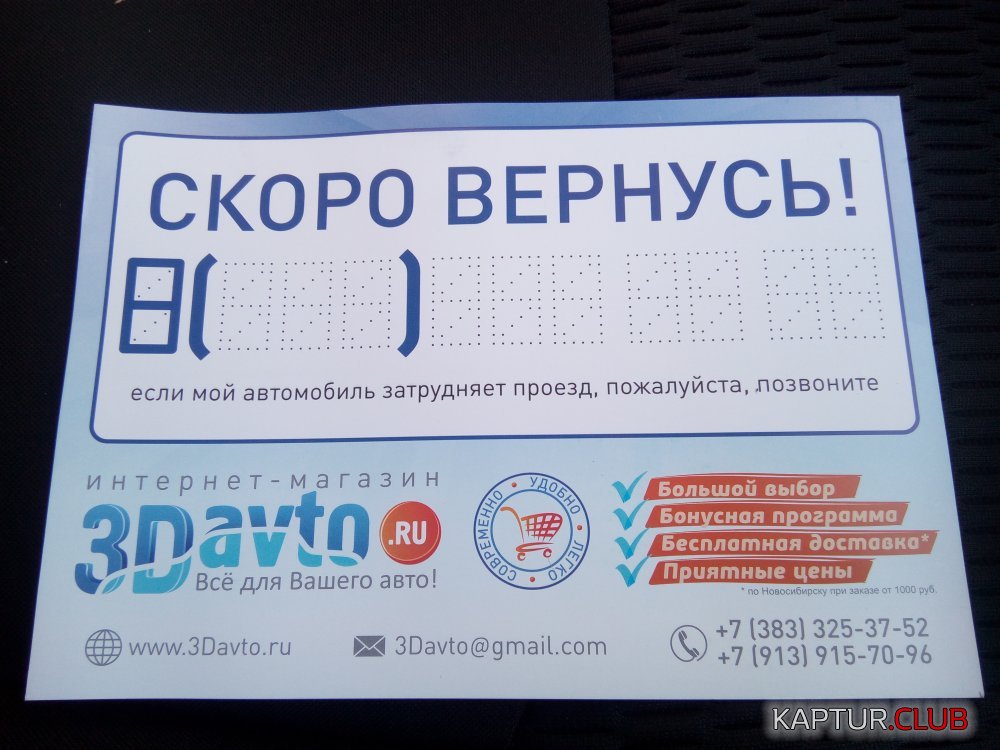 СКОРО ВЕРНУСЬ!
8( )
если мой автомобиль затрудняет проезд, пожалуйста, позвоните
интернет-магазин
3Davto.RU
Всё для Вашего авто!
СОВРЕМЕННО • УДОБНО • ЛЕГКО •
Большой выбор
Бонусная программа
Бесплатная доставка*
Приятные цены
* по Новосибирску при заказе от 1000 руб.
www.3Davto.ru
3Davto@gmail.com
+7 (383) 325-37-52
+7 (913) 915-70-96
KAPTUR.CLUB